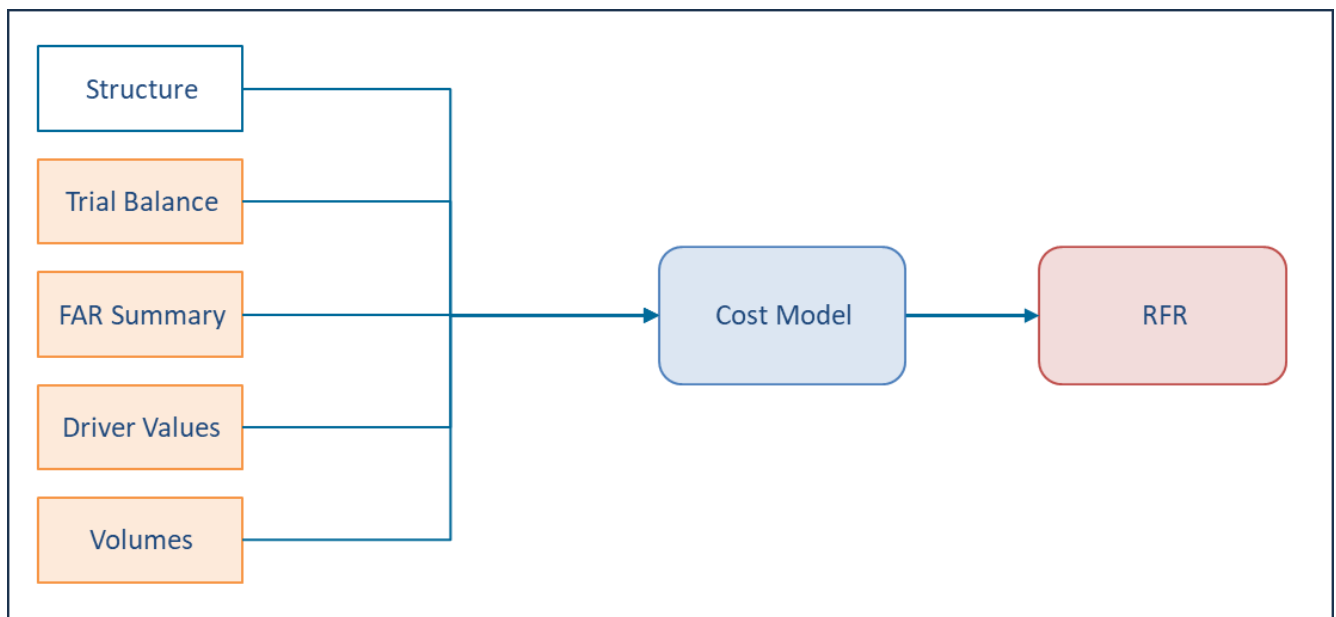 Structure
Trial Balance
FAR Summary
Driver Values
Volumes
Cost Model
RFR